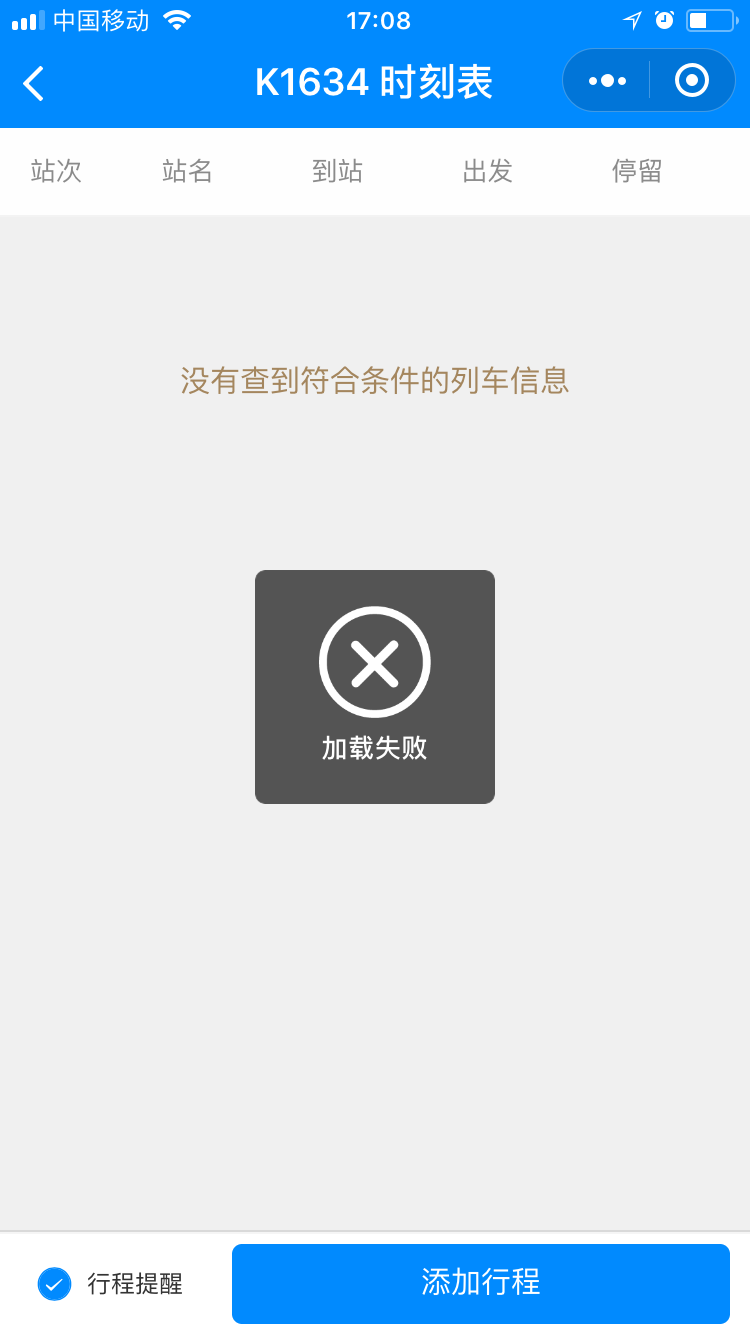 中国移动 17:08
K1634 时刻表
站次 站名 到站 出发 停留
没有查到符合条件的列车信息
加载失败
行程提醒 添加行程